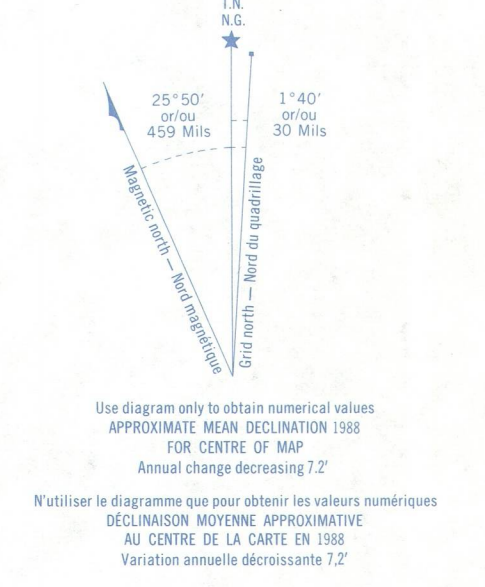 T.N.
N.G.
25°50′
or/ou
459 Mils
1°40′
or/ou
30 Mils
Magnetic north — Nord magnétique
Grid north — Nord du quadrillage
Use diagram only to obtain numerical values
APPROXIMATE MEAN DECLINATION 1988
FOR CENTRE OF MAP
Annual change decreasing 7.2′
N'utiliser le diagramme que pour obtenir les valeurs numériques
DÉCLINAISON MOYENNE APPROXIMATIVE
AU CENTRE DE LA CARTE EN 1988
Variation annuelle décroissante 7,2′